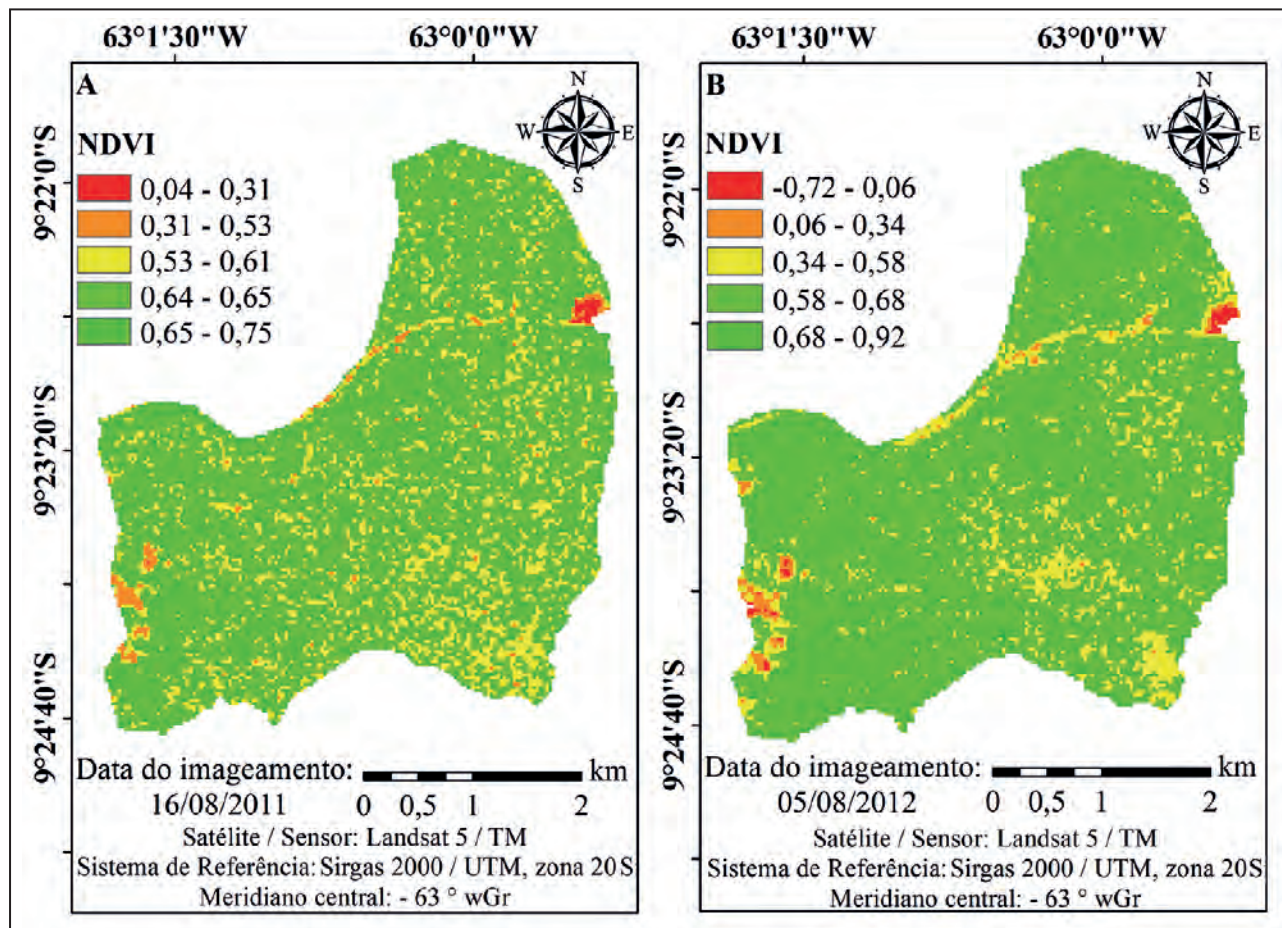 63°1'30"W 63°0'0"W
A
N
W E
S
NDVI
0,04 - 0,31
0,31 - 0,53
0,53 - 0,61
0,64 - 0,65
0,65 - 0,75
9°22'0"S
9°23'20"S
9°24'40"S
Data do imageamento:
16/08/2011
km
0 0,5 1 2
Satélite / Sensor: Landsat 5 / TM
Sistema de Referência: Sirgas 2000 / UTM, zona 20S
Meridiano central: - 63 ° wGr
63°1'30"W 63°0'0"W
B
N
W E
S
NDVI
-0,72 - 0,06
0,06 - 0,34
0,34 - 0,58
0,58 - 0,68
0,68 - 0,92
9°22'0"S
9°23'20"S
9°24'40"S
Data do imageamento:
05/08/2012
km
0 0,5 1 2
Satélite / Sensor: Landsat 5 / TM
Sistema de Referência: Sirgas 2000 / UTM, zona 20S
Meridiano central: - 63 ° wGr